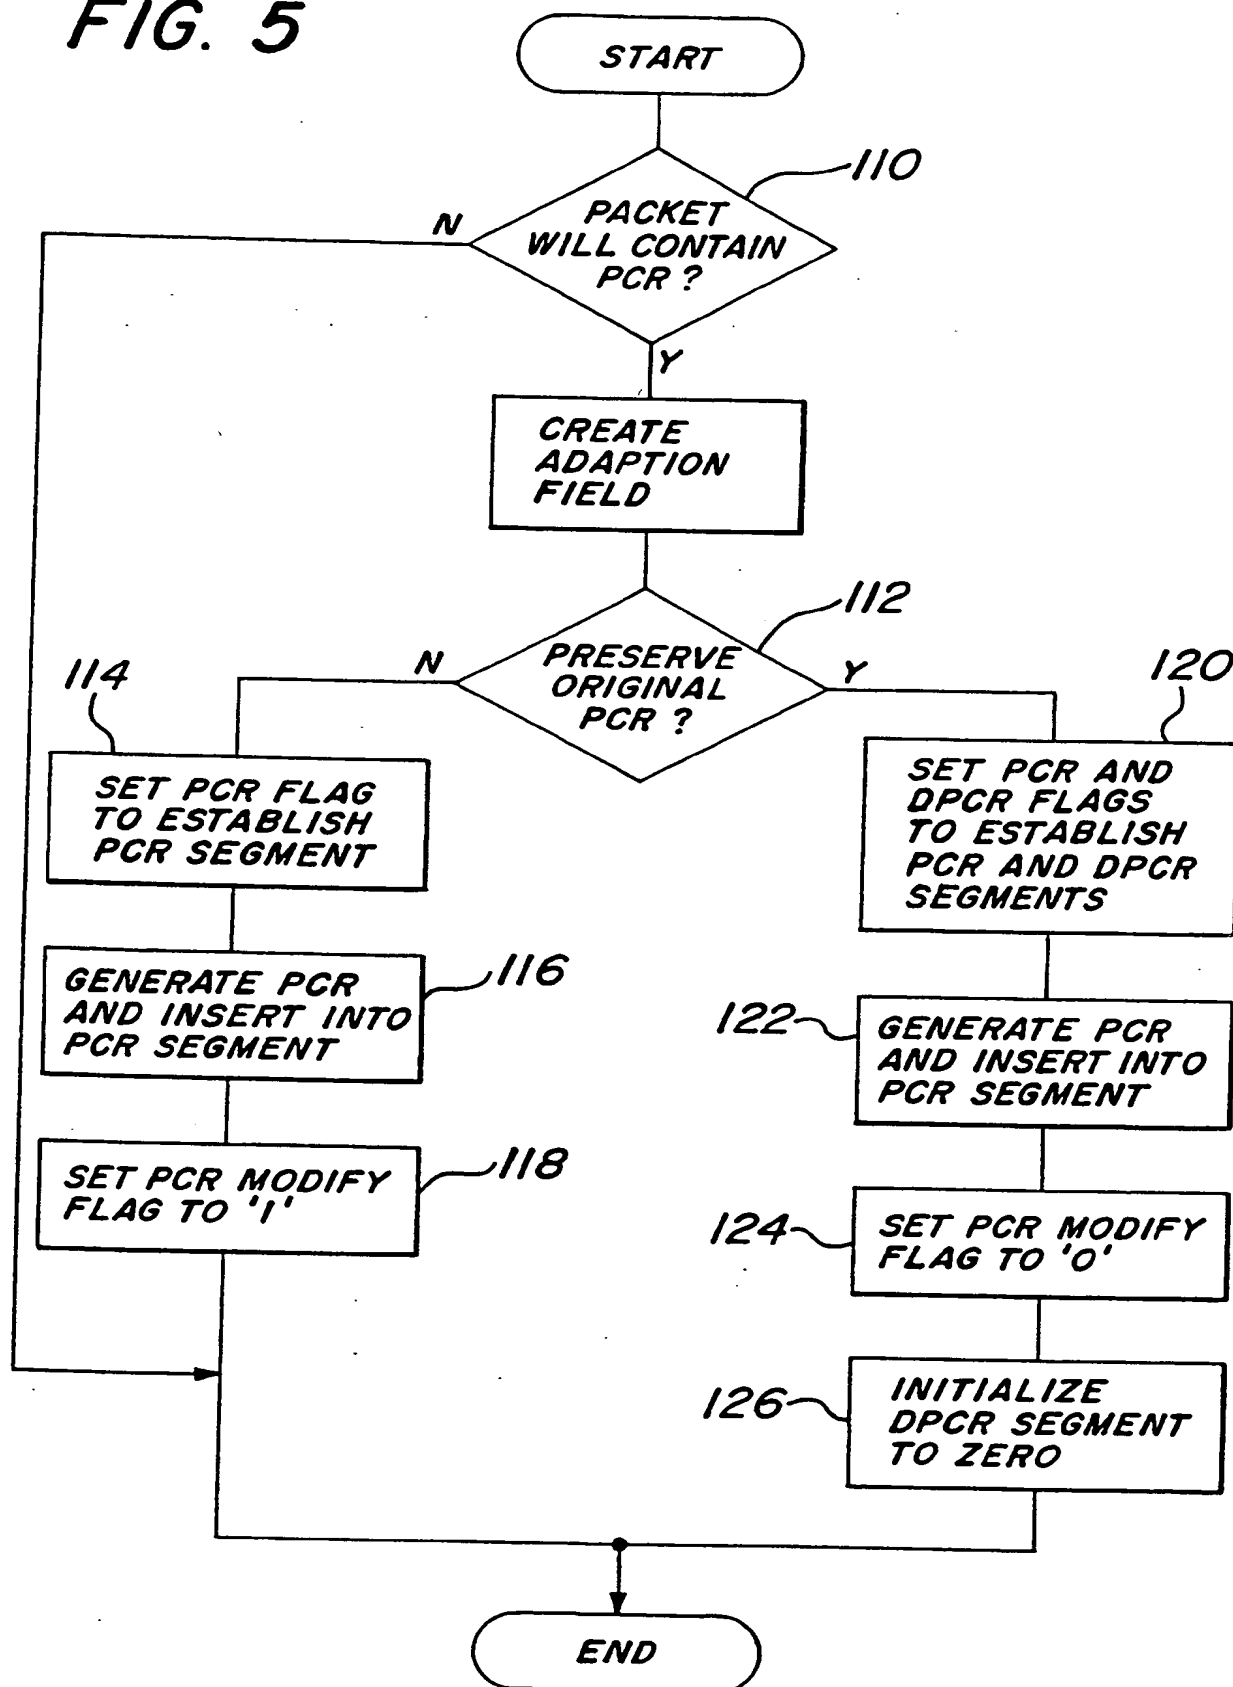 FIG. 5
START
110
PACKET
WILL CONTAIN
PCR ?
N
Y
CREATE
ADAPTION
FIELD
112
PRESERVE
ORIGINAL
PCR ?
N
Y
114
SET PCR FLAG
TO ESTABLISH
PCR SEGMENT
116
GENERATE PCR
AND INSERT INTO
PCR SEGMENT
118
SET PCR MODIFY
FLAG TO '1'
120
SET PCR AND
DPCR FLAGS
TO ESTABLISH
PCR AND DPCR
SEGMENTS
122
GENERATE PCR
AND INSERT INTO
PCR SEGMENT
124
SET PCR MODIFY
FLAG TO '0'
126
INITIALIZE
DPCR SEGMENT
TO ZERO
END